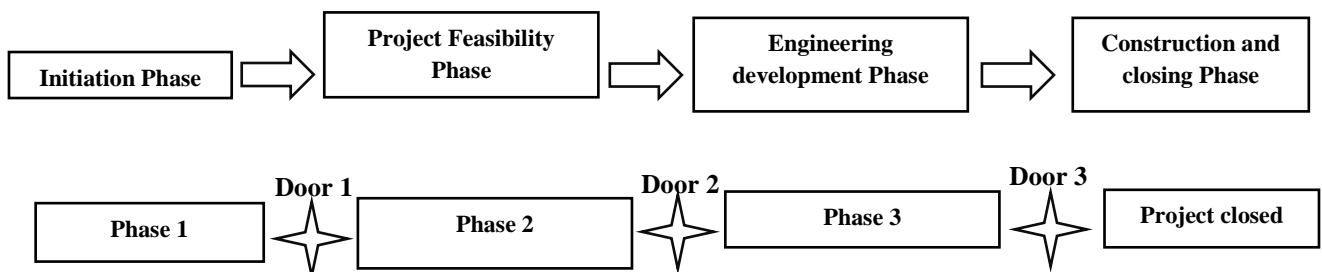 Initiation Phase
Project Feasibility
Phase
Engineering
development Phase
Construction and
closing Phase
Door 1
Door 2
Door 3
Phase 1
Phase 2
Phase 3
Project closed